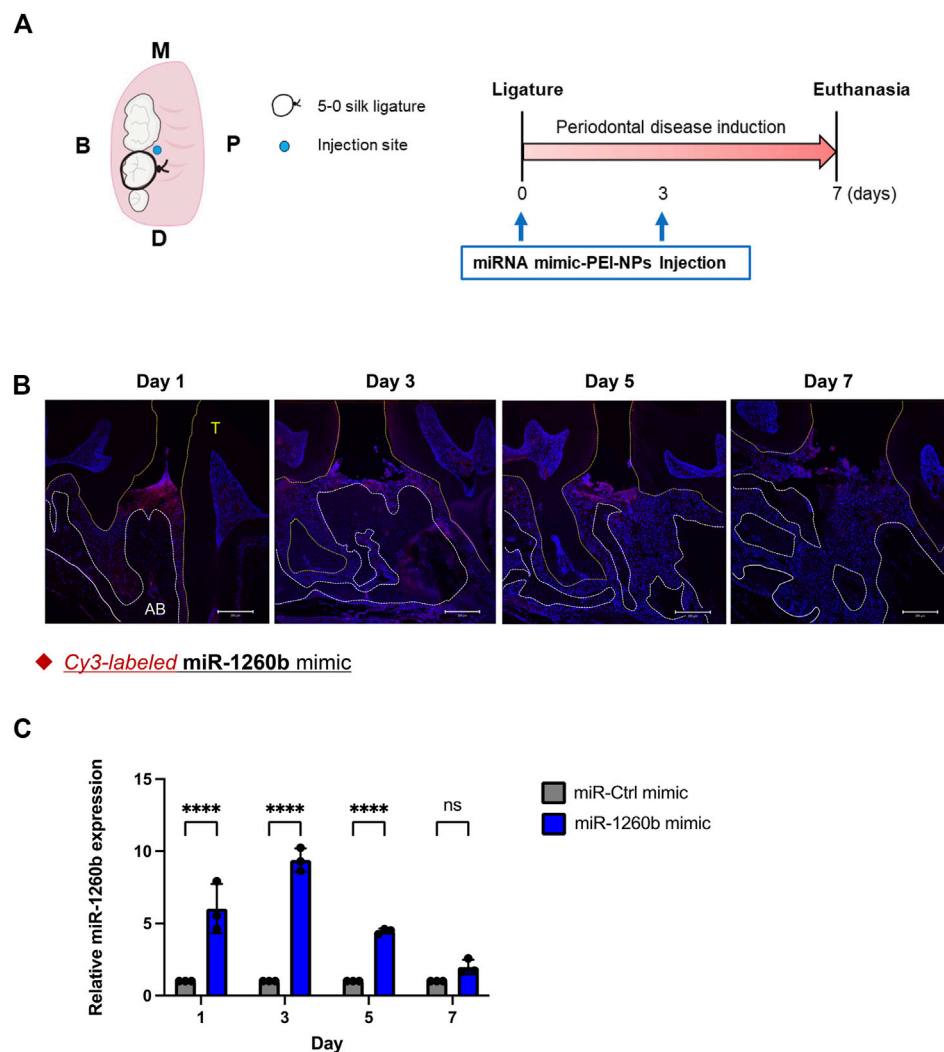 A
M
B
P
D
5-0 silk ligature
Injection site
Ligature
Euthanasia
Periodontal disease induction
0
3
7 (days)
miRNA mimic-PEI-NPs Injection
B
Day 1
Day 3
Day 5
Day 7
T
AB
Cy3-labeled miR-1260b mimic
C
Relative miR-1260b expression
15
10
5
0
****
****
****
ns
1
3
5
7
Day
miR-Ctrl mimic
miR-1260b mimic